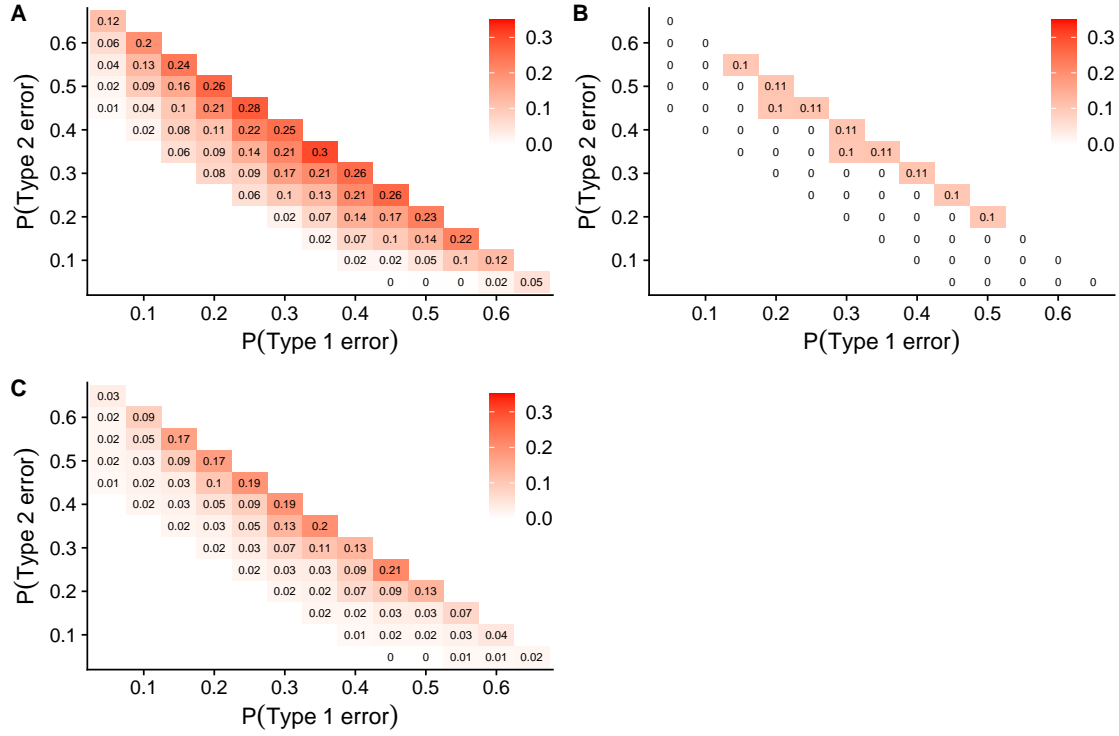 A
P(Type 2 error)
0.12
0.6 0.06 0.2
0.04 0.13 0.24
0.5 0.02 0.09 0.16 0.26
0.01 0.04 0.1 0.21 0.28
0.4 0.02 0.08 0.11 0.22 0.25
0.06 0.09 0.14 0.21 0.3
0.3 0.08 0.09 0.17 0.21 0.26
0.06 0.1 0.13 0.21 0.26
0.2 0.02 0.07 0.14 0.17 0.23
0.02 0.07 0.1 0.14 0.22
0.1 0.02 0.02 0.05 0.1 0.12
0 0 0 0.02 0.05
0.1 0.2 0.3 0.4 0.5 0.6
P(Type 1 error)
0.3
0.2
0.1
0.0
B
P(Type 2 error)
0
0.6 0 0
0 0 0.1
0.5 0 0 0 0.11
0 0 0 0.1 0.11
0.4 0 0 0 0 0.11
0 0 0 0.1 0.11
0.3 0 0 0 0 0.11
0 0 0 0 0.1
0.2 0 0 0 0 0.1
0 0 0 0 0
0.1 0 0 0 0 0
0 0 0 0 0
0.1 0.2 0.3 0.4 0.5 0.6
P(Type 1 error)
0.3
0.2
0.1
0.0
C
P(Type 2 error)
0.03
0.6 0.02 0.09
0.02 0.05 0.17
0.5 0.02 0.03 0.09 0.17
0.01 0.02 0.03 0.1 0.19
0.4 0.02 0.03 0.05 0.09 0.19
0.02 0.03 0.05 0.13 0.2
0.3 0.02 0.03 0.07 0.11 0.13
0.02 0.03 0.03 0.09 0.21
0.2 0.02 0.02 0.07 0.09 0.13
0.02 0.02 0.03 0.03 0.07
0.1 0.01 0.02 0.02 0.03 0.04
0 0 0.01 0.01 0.02
0.1 0.2 0.3 0.4 0.5 0.6
P(Type 1 error)
0.3
0.2
0.1
0.0